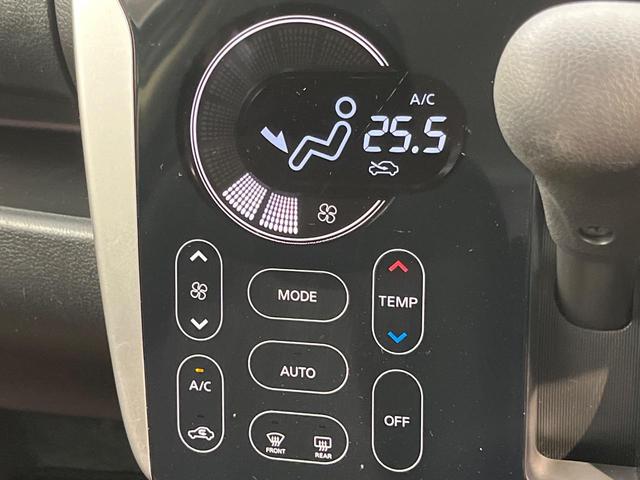 A/C
25.5
MODE
TEMP
AUTO
A/C
OFF
FRONT
REAR